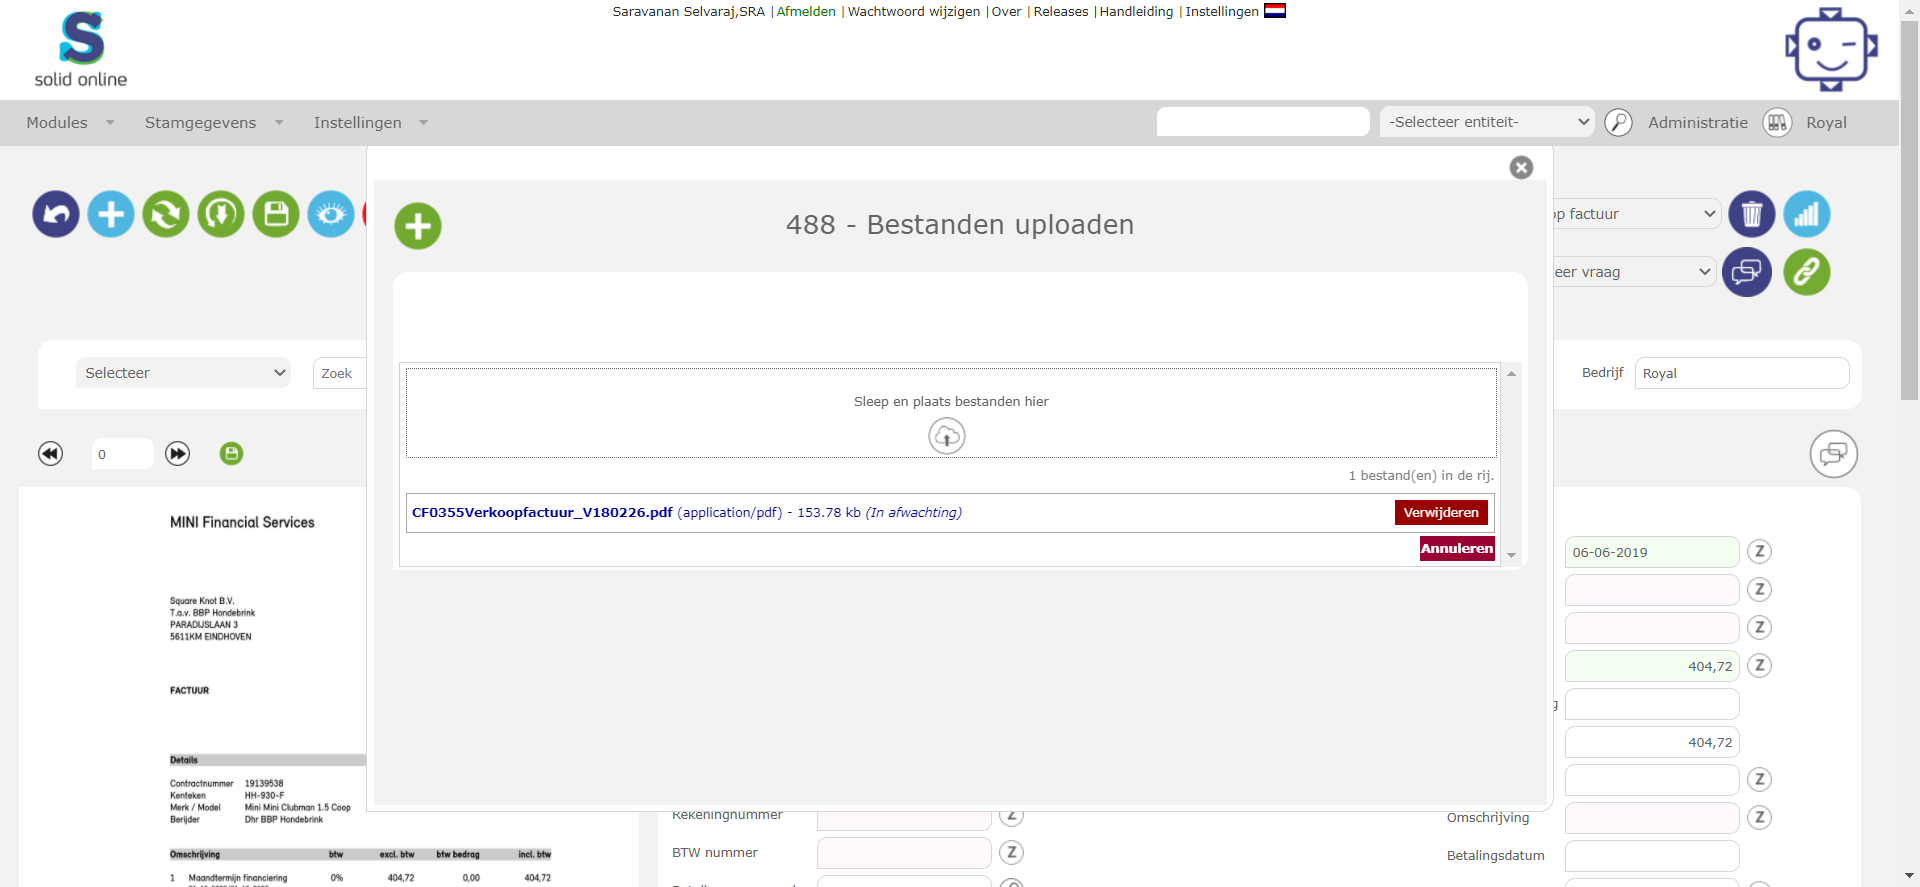 Saravanan Selvaraj,SRA | Afmelden | Wachtwoord wijzigen | Over | Releases | Handleiding | Instellingen
S
solid online
Modules Stamgegevens Instellingen -Selecteer entiteit- Administratie Royal
488 - Bestanden uploaden
op factuur
eer vraag
Selecteer Zoek Bedrijf Royal
Sleep en plaats bestanden hier
0
1 bestand(en) in de rij.
CF0355Verkoopfactuur_V180226.pdf (application/pdf) - 153.78 kb (In afwachting) Verwijderen
Annuleren
MINI Financial Services
Square Knot B.V.
T.a.v. BBP Hondebrink
PARADIJSLAAN 3
5611KM EINDHOVEN
FACTUUR
Details
Contractnummer 19139538
Kenteken HH-930-F
Merk / Model Mini Mini Clubman 1.5 Coop
Berijder Dhr BBP Hondebrink
Omschrijving btw excl. btw btw bedrag incl. btw
1 Maandtermijn financiering 0% 404,72 0,00 404,72
06-06-2019 Z
Z
Z
404,72 Z
g
404,72
Z
Rekeningnummer Z
Omschrijving Z
BTW nummer Z
Betalingsdatum